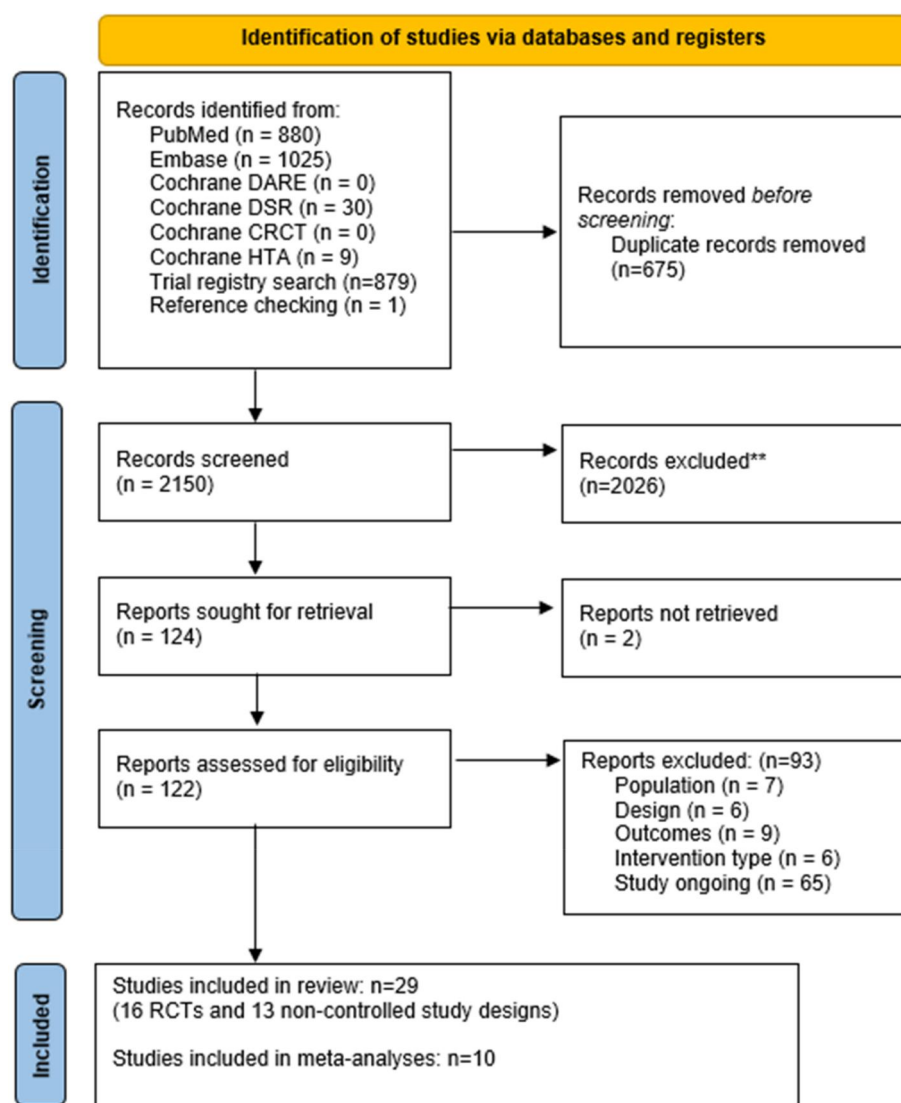 Identification of studies via databases and registers
Identification
Records identified from:
PubMed (n = 880)
Embase (n = 1025)
Cochrane DARE (n = 0)
Cochrane DSR (n = 30)
Cochrane CRCT (n = 0)
Cochrane HTA (n = 9)
Trial registry search (n=879)
Reference checking (n = 1)
Records removed before
screening:
Duplicate records removed
(n=675)
Screening
Records screened
(n = 2150)
Records excluded**
(n=2026)
Reports sought for retrieval
(n = 124)
Reports not retrieved
(n = 2)
Reports assessed for eligibility
(n = 122)
Reports excluded: (n=93)
Population (n = 7)
Design (n = 6)
Outcomes (n = 9)
Intervention type (n = 6)
Study ongoing (n = 65)
Included
Studies included in review: n=29
(16 RCTs and 13 non-controlled study designs)
Studies included in meta-analyses: n=10